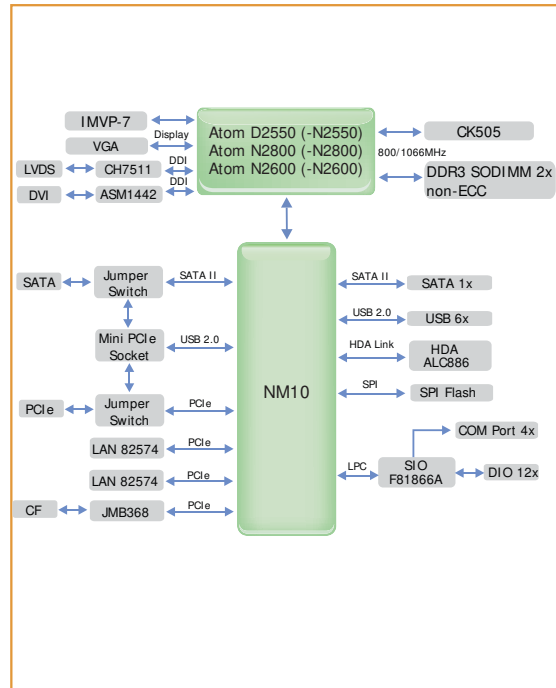 IMVP-7
VGA
Display
LVDS
CH7511
DDI
DVI
ASM1442
DDI
Atom D2550 (-N2550)
Atom N2800 (-N2800)
Atom N2600 (-N2600)
CK505
800/1066MHz
DDR3 SODIMM 2x
non-ECC
SATA
Jumper
Switch
SATA II
Mini PCIe
Socket
USB 2.0
PCIe
Jumper
Switch
PCIe
LAN 82574
PCIe
LAN 82574
PCIe
CF
JMB368
PCIe
NM10
SATA II
SATA 1x
USB 2.0
USB 6x
HDA Link
HDA
ALC886
SPI
SPI Flash
COM Port 4x
LPC
SIO
F81866A
DIO 12x